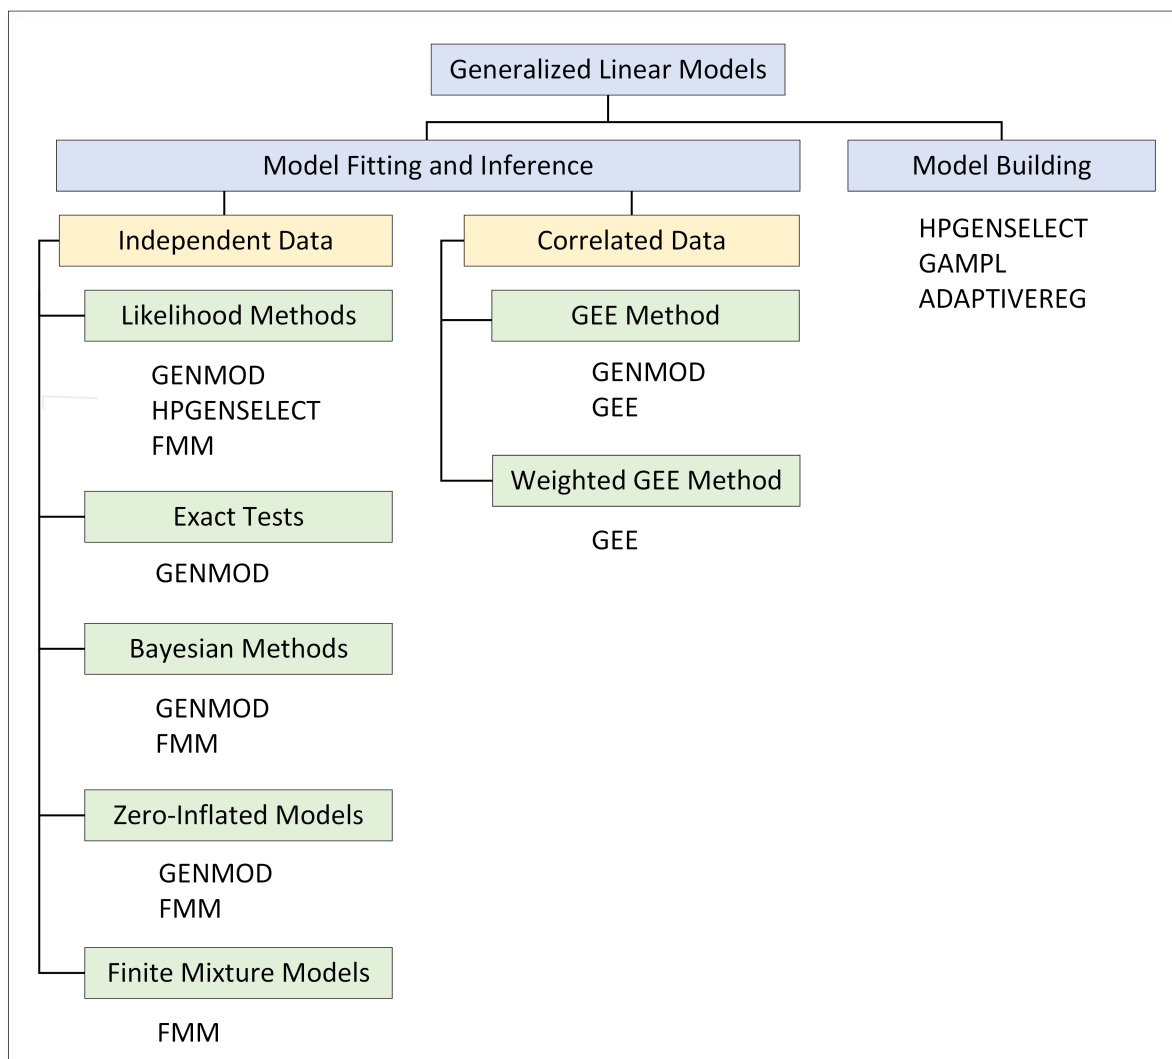 Generalized Linear Models
Model Fitting and Inference
Model Building
Independent Data
Likelihood Methods
GENMOD
HPGENSELECT
FMM
Exact Tests
GENMOD
Bayesian Methods
GENMOD
FMM
Zero-Inflated Models
GENMOD
FMM
Finite Mixture Models
FMM
Correlated Data
GEE Method
GENMOD
GEE
Weighted GEE Method
GEE
HPGENSELECT
GAMPL
ADAPTIVEREG